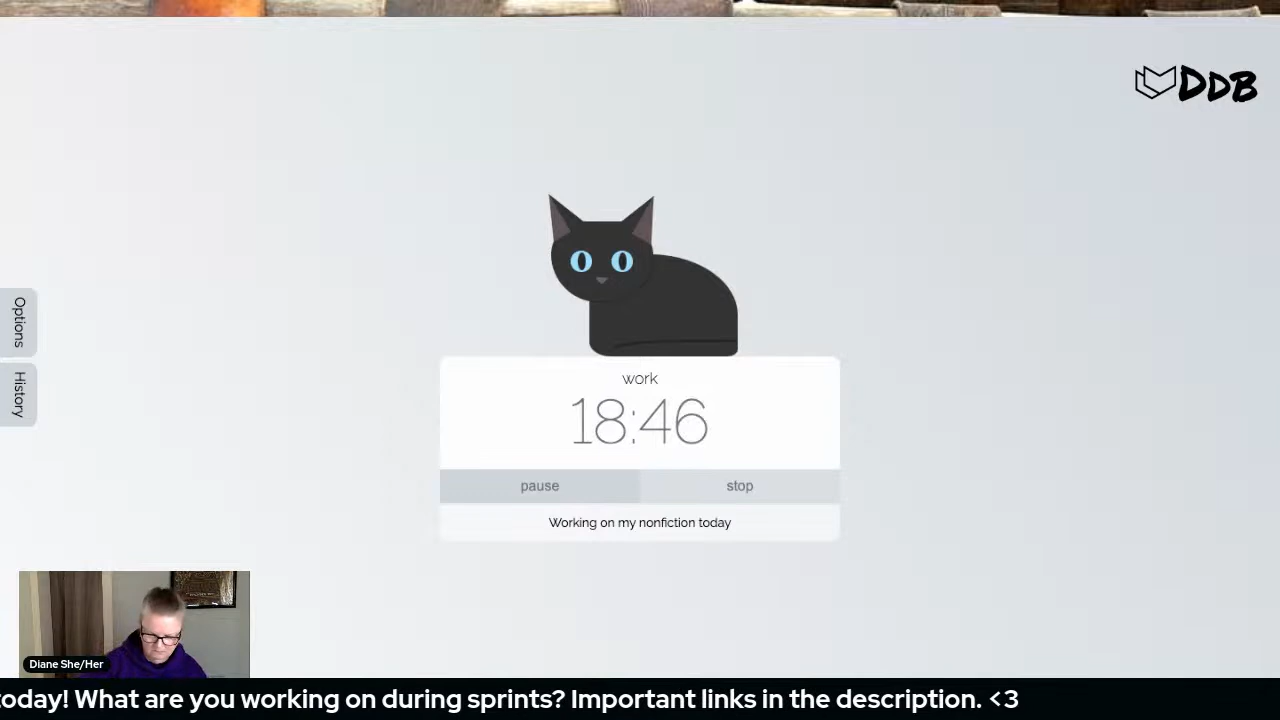 DDB
Options
History
work
18:46
pause stop
Working on my nonfiction today
Diane She/Her
today! What are you working on during sprints? Important links in the description. <3